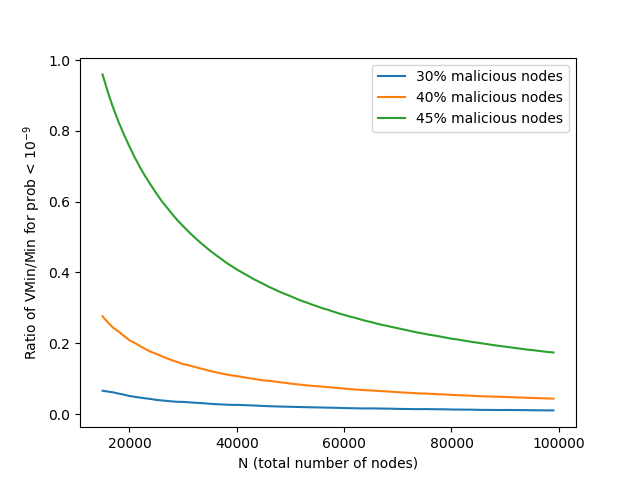 1.0
0.8
0.6
0.4
0.2
0.0
Ratio of VMin/Min for prob < 10⁻⁹
30% malicious nodes
40% malicious nodes
45% malicious nodes
20000 40000 60000 80000 100000
N (total number of nodes)